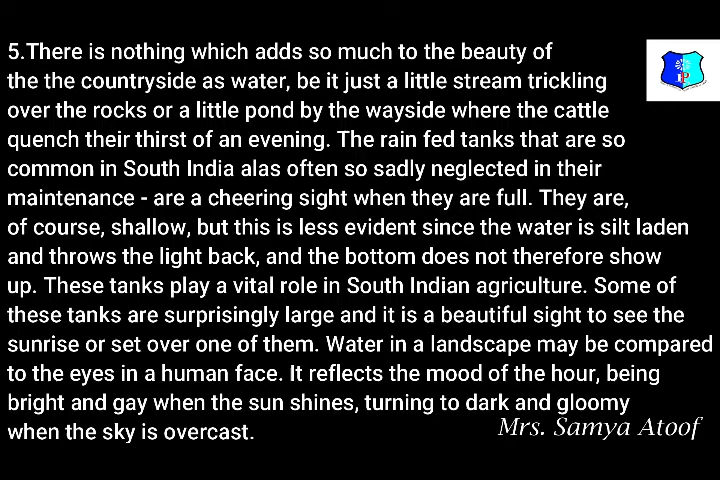 5.There is nothing which adds so much to the beauty of
the the countryside as water, be it just a little stream trickling
over the rocks or a little pond by the wayside where the cattle
quench their thirst of an evening. The rain fed tanks that are so
common in South India alas often so sadly neglected in their
maintenance - are a cheering sight when they are full. They are,
of course, shallow, but this is less evident since the water is silt laden
and throws the light back, and the bottom does not therefore show
up. These tanks play a vital role in South Indian agriculture. Some of
these tanks are surprisingly large and it is a beautiful sight to see the
sunrise or set over one of them. Water in a landscape may be compared
to the eyes in a human face. It reflects the mood of the hour, being
bright and gay when the sun shines, turning to dark and gloomy
when the sky is overcast.
Mrs. Samya Atoof